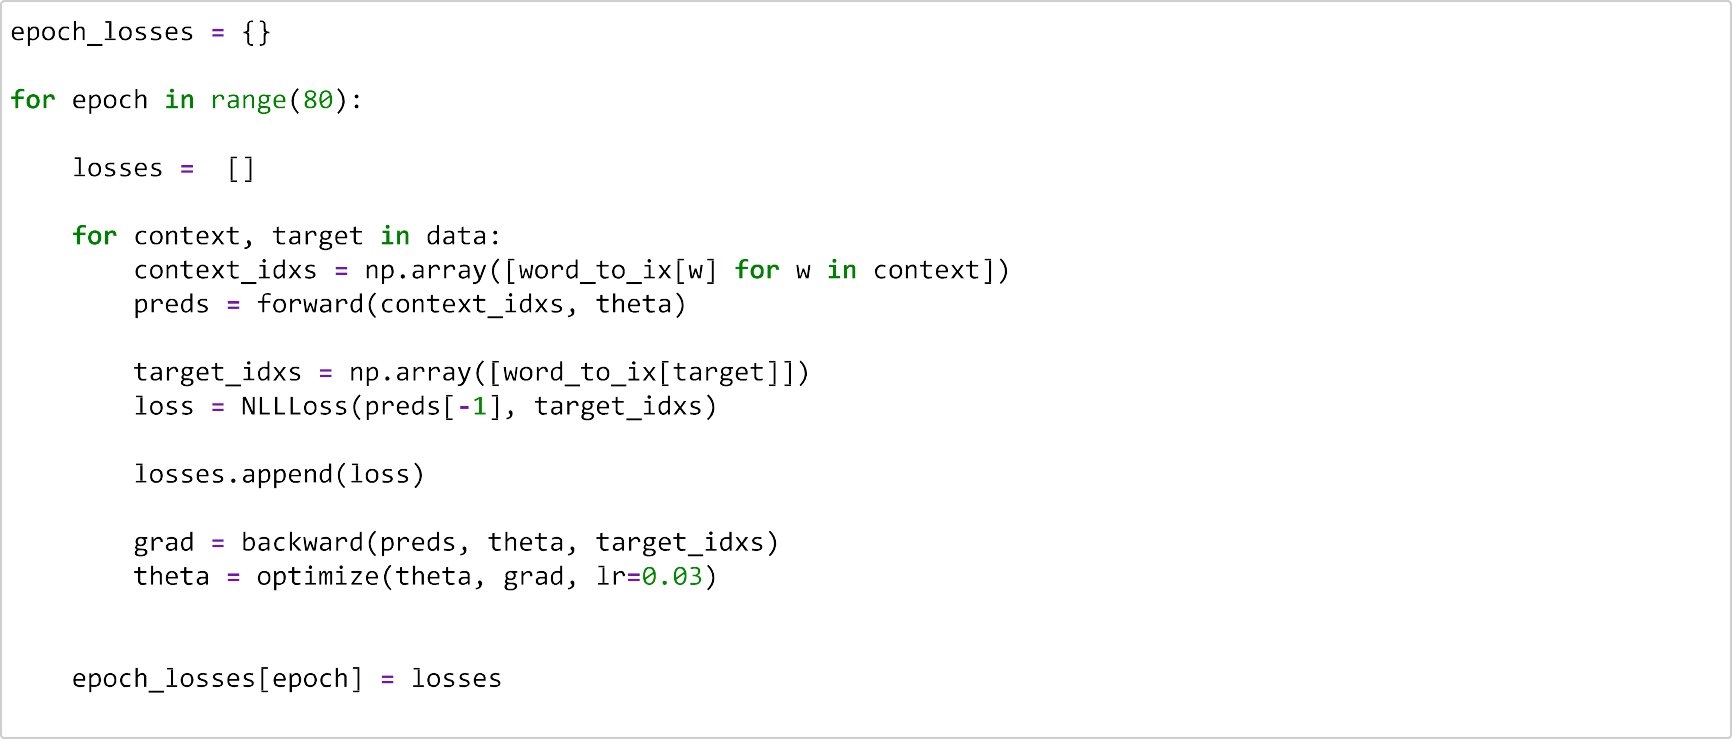 epoch_losses = {}
for epoch in range(80):
    losses =  []
    for context, target in data:
        context_idxs = np.array([word_to_ix[w] for w in context])
        preds = forward(context_idxs, theta)
        target_idxs = np.array([word_to_ix[target]])
        loss = NLLLoss(preds[-1], target_idxs)
        losses.append(loss)
        grad = backward(preds, theta, target_idxs)
        theta = optimize(theta, grad, lr=0.03)
    epoch_losses[epoch] = losses